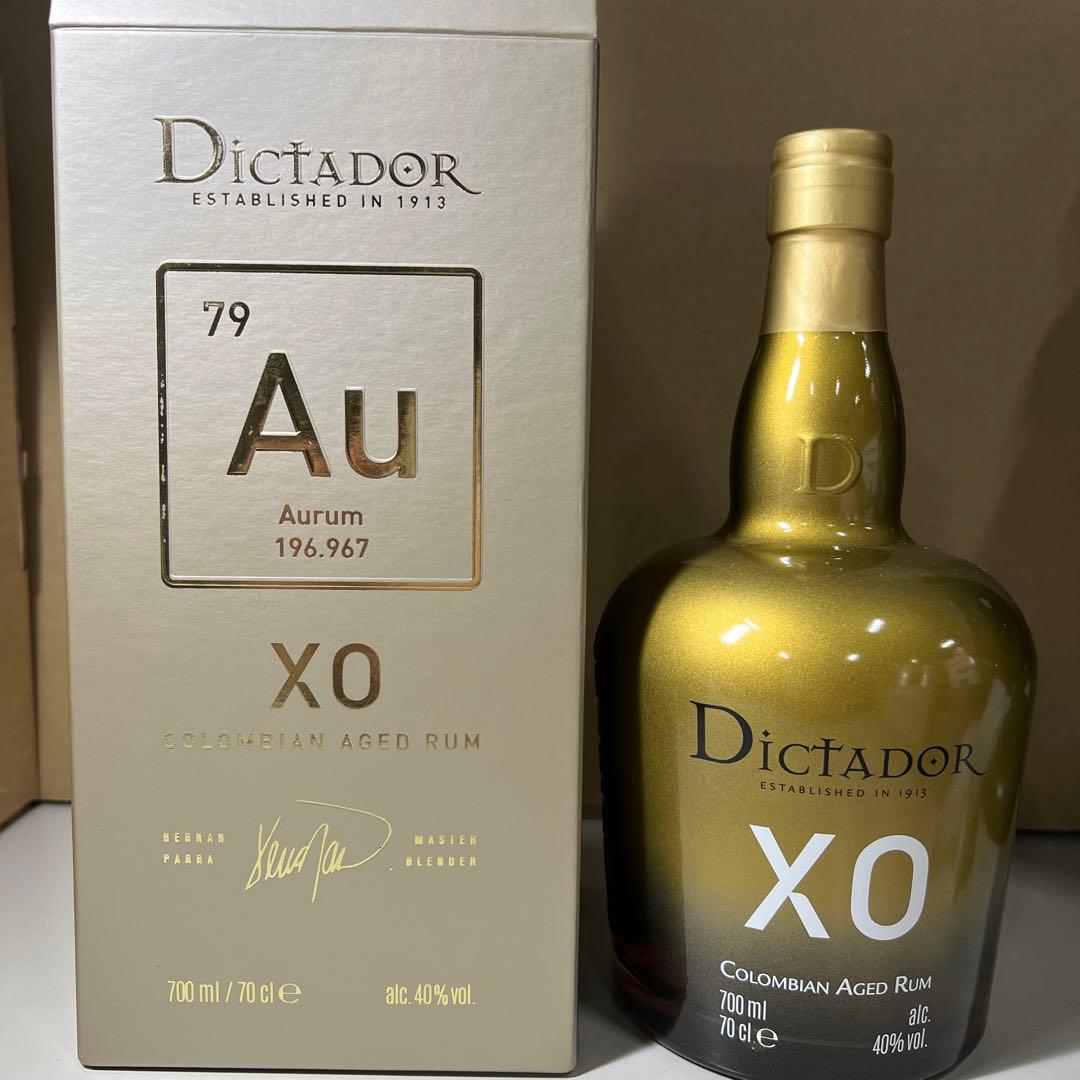 DICTADOR
ESTABLISHED IN 1913
79
Au
Aurum
196.967
XO
COLOMBIAN AGED RUM
HERNAN
PARRA
MASTER
BLENDER
700 ml / 70 cl ℮
alc. 40% vol.
D
DICTADOR
ESTABLISHED IN 1913
XO
COLOMBIAN AGED RUM
700 ml
70 cl ℮
alc.
40% vol.